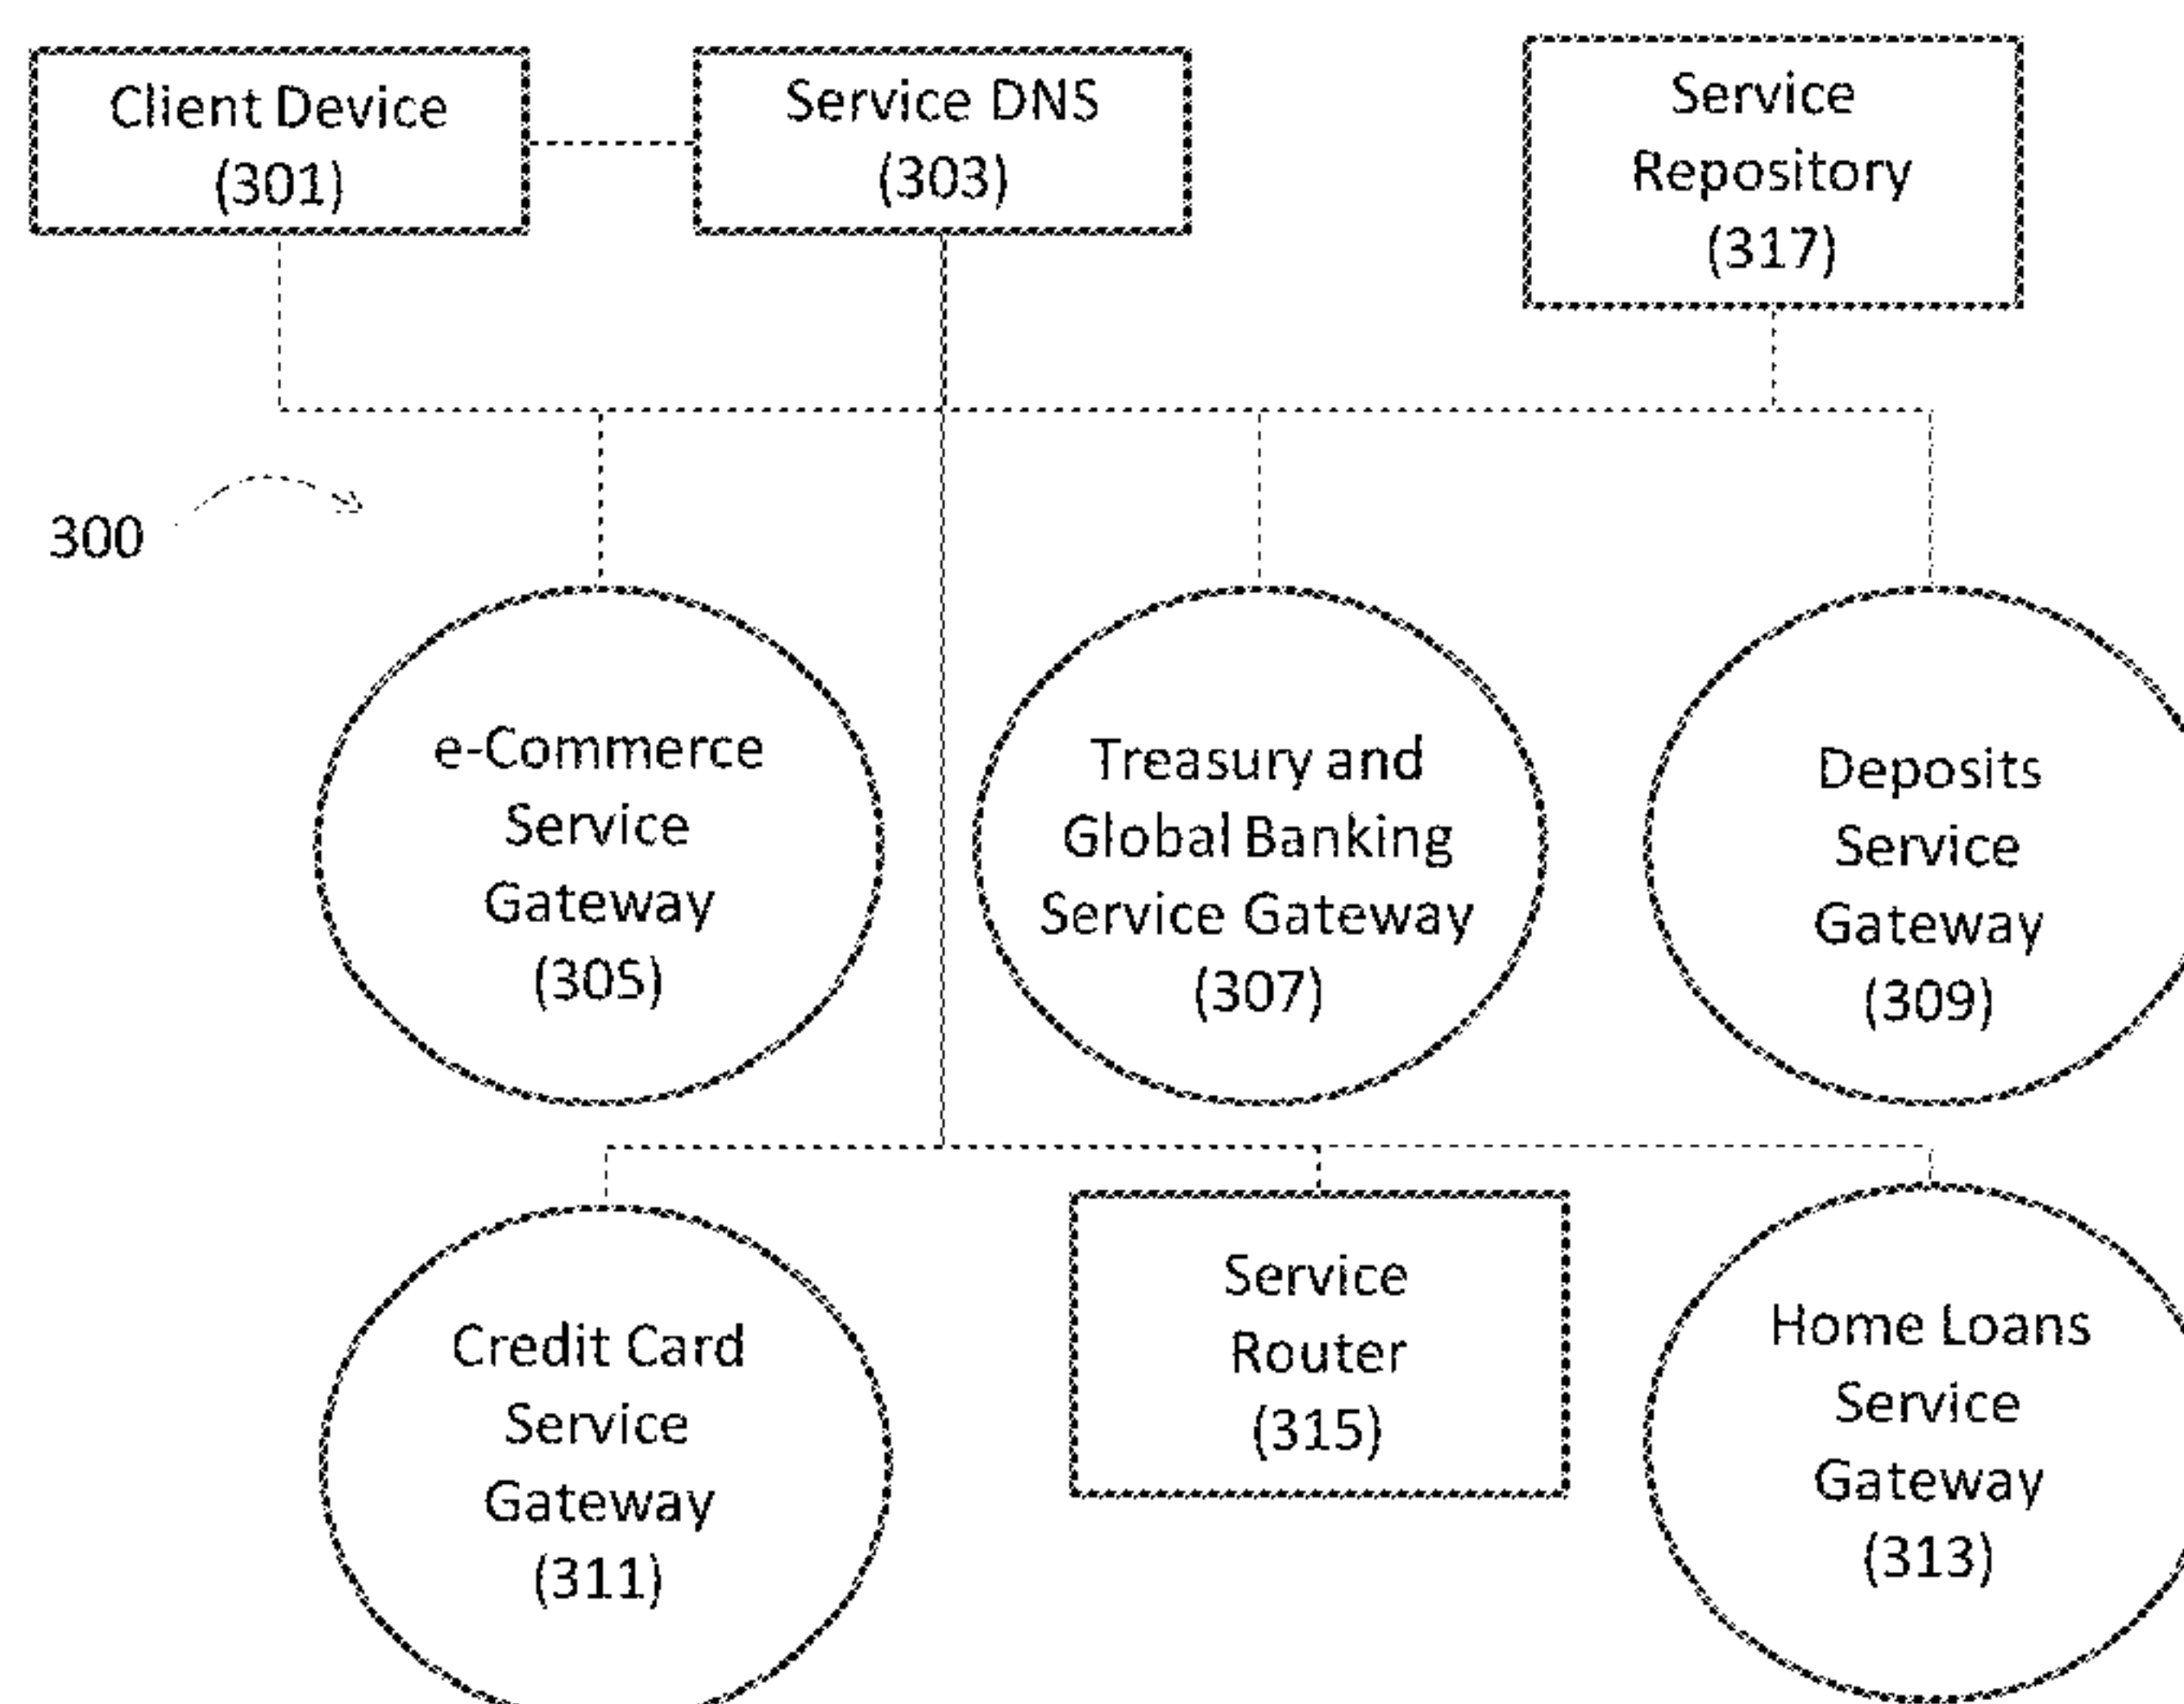 Client Device
(301)
Service DNS
(303)
Service
Repository
(317)
300
e-Commerce
Service
Gateway
(305)
Treasury and
Global Banking
Service Gateway
(307)
Deposits
Service
Gateway
(309)
Credit Card
Service
Gateway
(311)
Service
Router
(315)
Home Loans
Service
Gateway
(313)